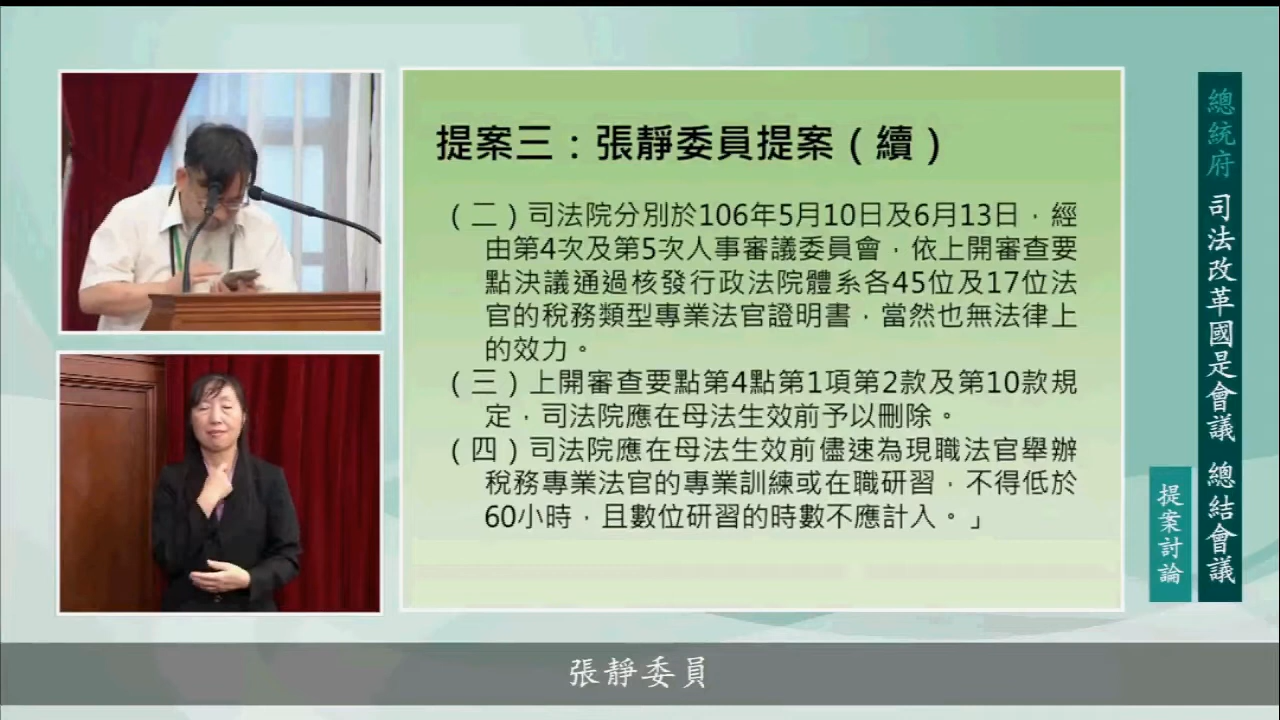 提案三：張靜委員提案（續）
（二）司法院分別於106年5月10日及6月13日，經
由第4次及第5次人事審議委員會，依上開審查要
點決議通過核發行政法院體系各45位及17位法
官的稅務類型專業法官證明書，當然也無法律上
的效力。
（三）上開審查要點第4點第1項第2款及第10款規
定，司法院應在母法生效前予以刪除。
（四）司法院應在母法生效前儘速為現職法官舉辦
稅務專業法官的專業訓練或在職研習，不得低於
60小時，且數位研習的時數不應計入。」
總統府 司法改革國是會議 總結會議
提案討論
張靜委員